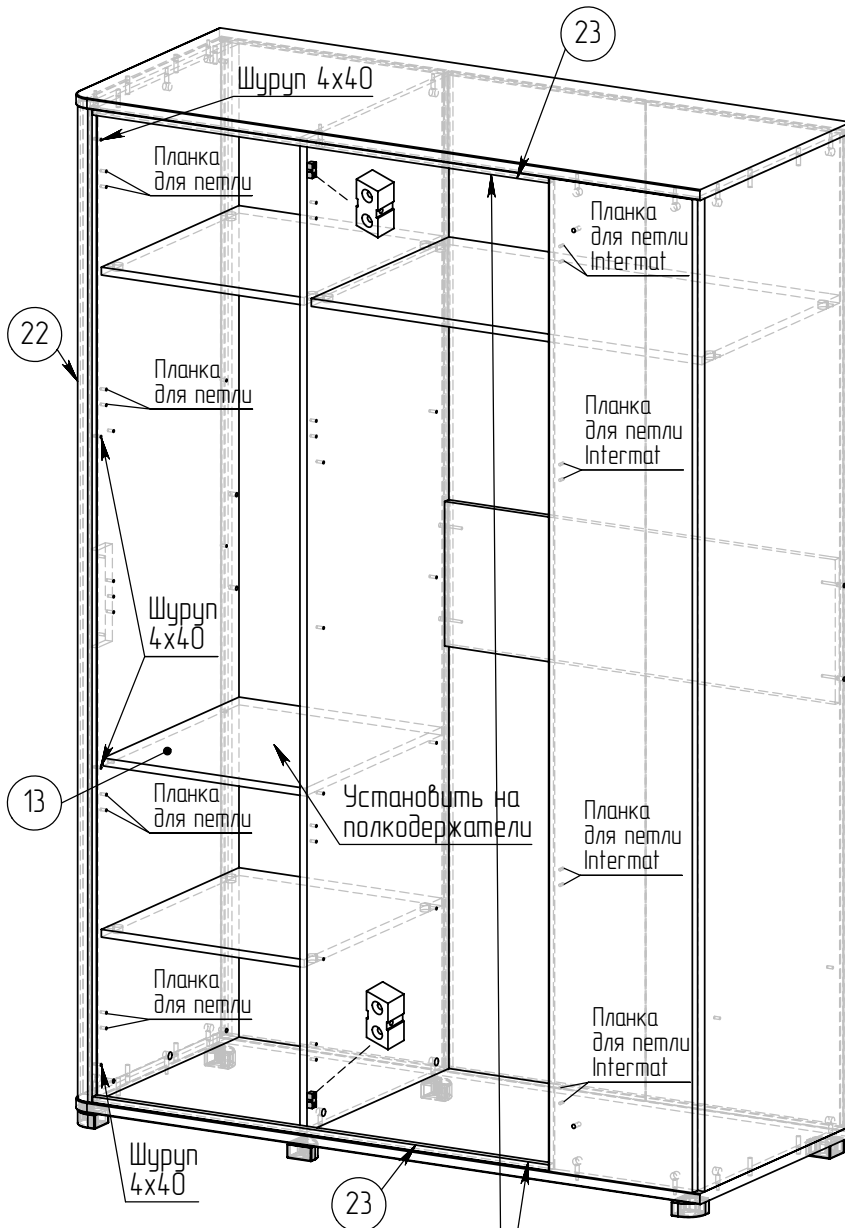 23
Шуруп 4х40
Планка
для петли
Планка
для петли
Intermat
22
Планка
для петли
Планка
для петли
Intermat
Шуруп
4х40
13
Планка
для петли
Установить на
полкодержатели
Планка
для петли
Intermat
Планка
для петли
Планка
для петли
Intermat
Шуруп
4х40
23